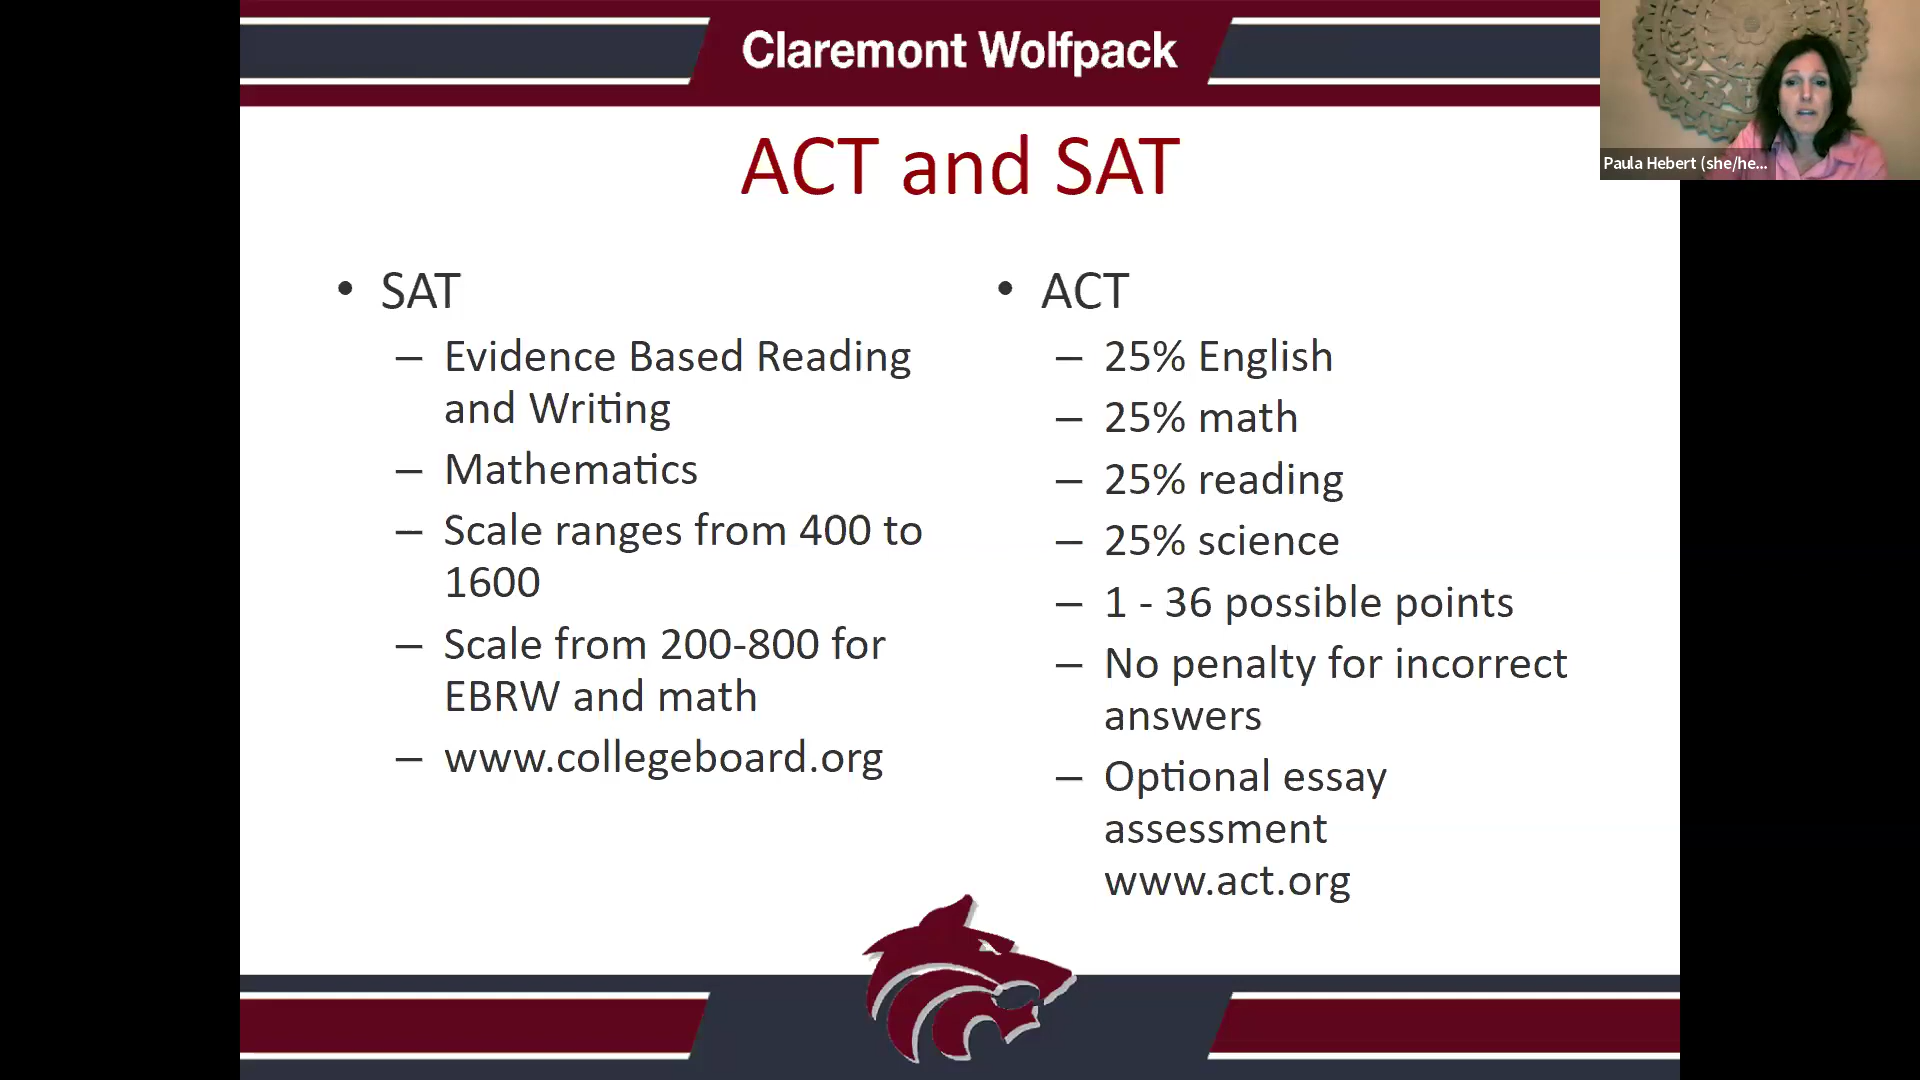 Claremont Wolfpack
Paula Hebert (she/he...
ACT and SAT
• SAT
– Evidence Based Reading
and Writing
– Mathematics
– Scale ranges from 400 to
1600
– Scale from 200-800 for
EBRW and math
– www.collegeboard.org
• ACT
– 25% English
– 25% math
– 25% reading
– 25% science
– 1 - 36 possible points
– No penalty for incorrect
answers
– Optional essay
assessment
www.act.org